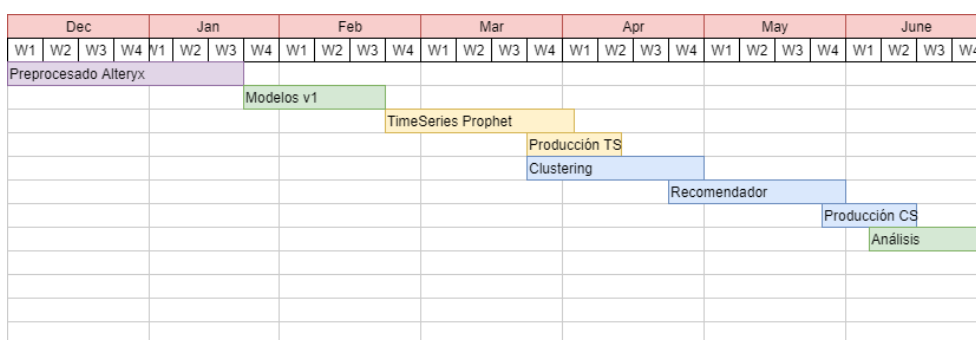 Dec Jan Feb Mar Apr May June
W1 W2 W3 W4 W1 W2 W3 W4 W1 W2 W3 W4 W1 W2 W3 W4 W1 W2 W3 W4 W1 W2 W3 W4 W1 W2 W3 W4
Preprocesado Alteryx
Modelos v1
TimeSeries Prophet
Producción TS
Clustering
Recomendador
Producción CS
Análisis